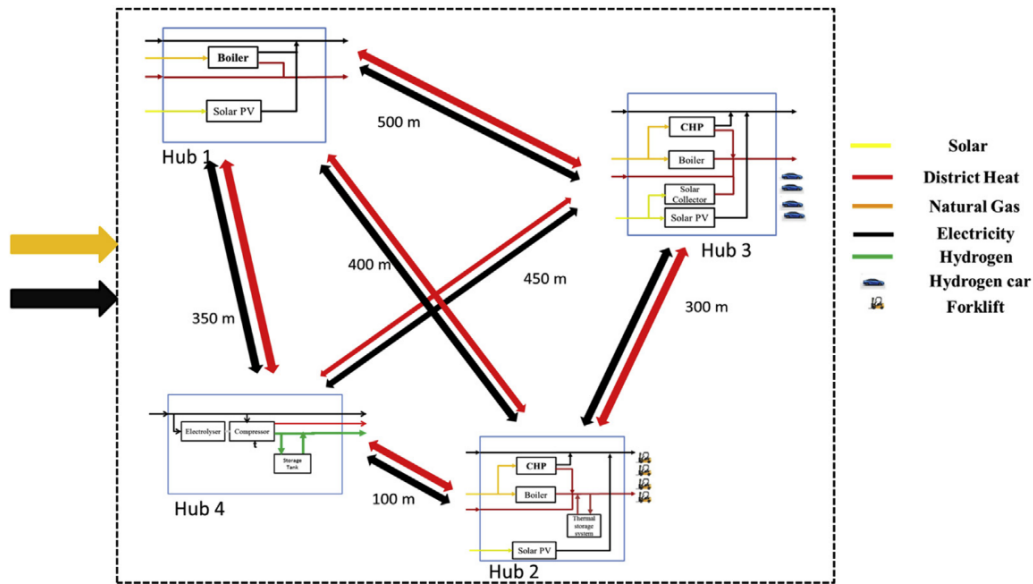 Boiler
Solar PV
Hub 1
500 m
CHP
Boiler
Solar
Collector
Solar PV
Hub 3
Solar
District Heat
Natural Gas
Electricity
Hydrogen
Hydrogen car
Forklift
400 m
450 m
350 m
300 m
Electrolyser
Compressor
t
Storage
Tank
Hub 4
100 m
CHP
Boiler
Thermal
storage
system
Solar PV
Hub 2